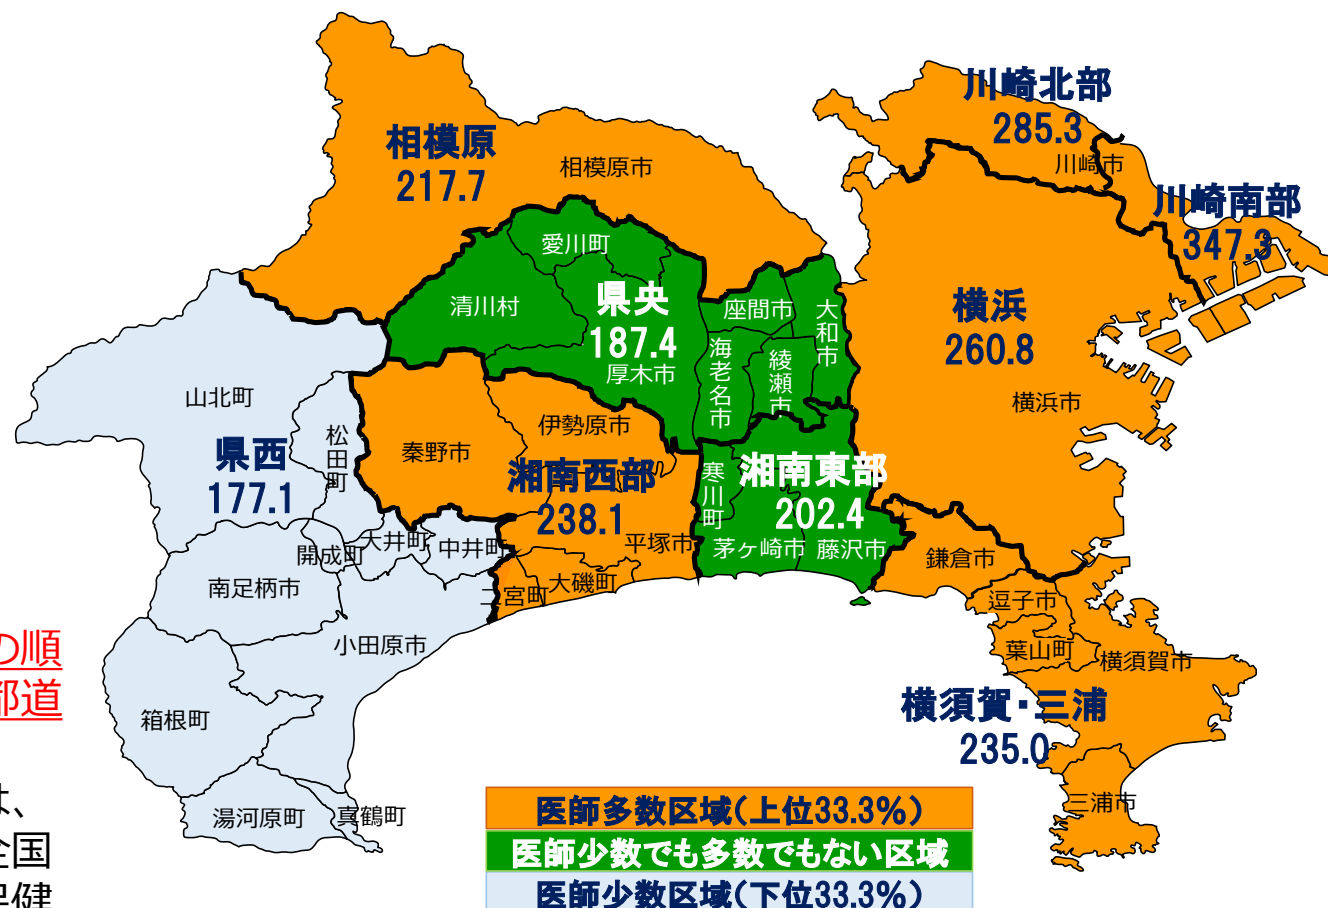 川崎北部
285.3
川崎市
相模原
217.7
相模原市
川崎南部
347.3
愛川町
清川村
県央
187.4
厚木市
座間市
大和市
海老名市
綾瀬市
横浜
260.8
横浜市
山北町
松田町
県西
177.1
秦野市
伊勢原市
湘南西部
238.1
平塚市
寒川町
湘南東部
202.4
茅ヶ崎市
藤沢市
開成町
大井町
中井町
南足柄市
二宮町
大磯町
鎌倉市
逗子市
葉山町
横須賀市
小田原市
の順
都道
箱根町
横須賀・三浦
235.0
三浦市
は、
全国
湯河原町
真鶴町
医師多数区域(上位33.3%)
医師少数でも多数でもない区域
医師少数区域(下位33.3%)